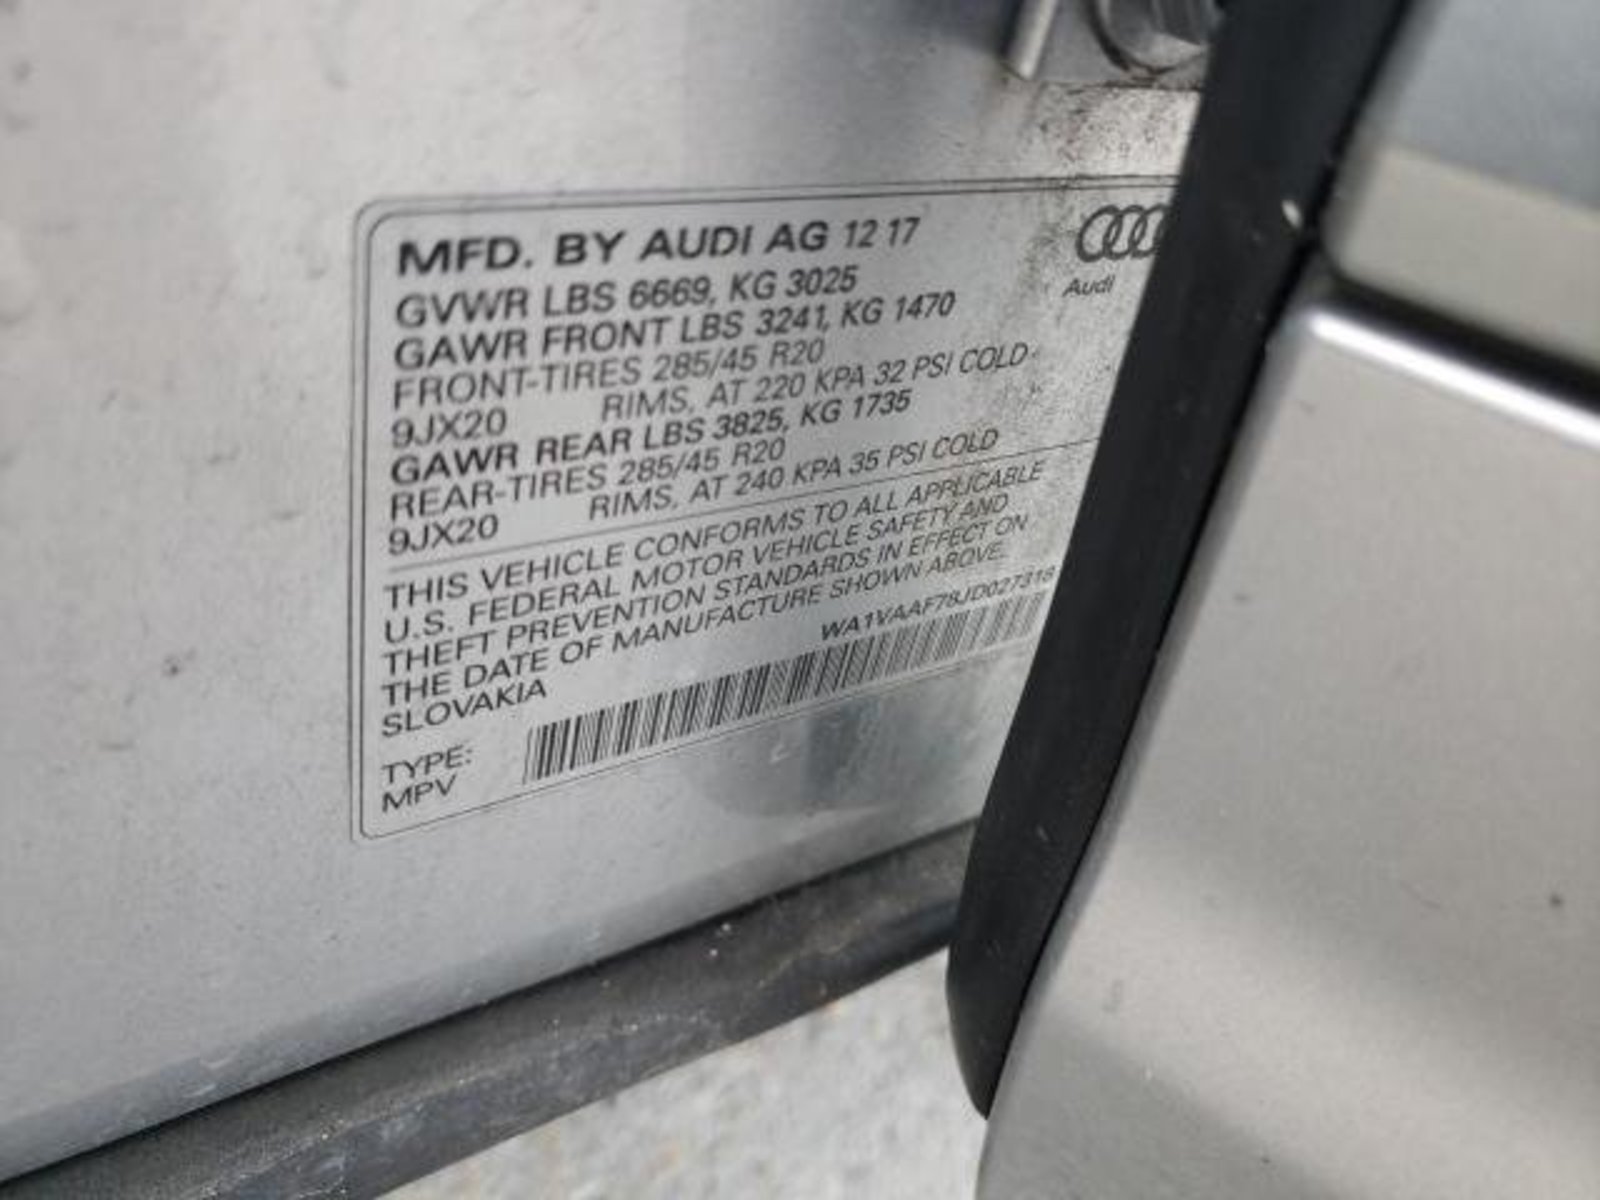 MFD. BY AUDI AG 12 17
Audi
GVWR LBS 6669, KG 3025
GAWR FRONT LBS 3241, KG 1470
FRONT-TIRES 285/45 R20
9JX20 RIMS, AT 220 KPA 32 PSI COLD
GAWR REAR LBS 3825, KG 1735
REAR-TIRES 285/45 R20
9JX20 RIMS, AT 240 KPA 35 PSI COLD
THIS VEHICLE CONFORMS TO ALL APPLICABLE
U.S. FEDERAL MOTOR VEHICLE SAFETY AND
THEFT PREVENTION STANDARDS IN EFFECT ON
THE DATE OF MANUFACTURE SHOWN ABOVE.
SLOVAKIA
WA1VAAF78JD027318
TYPE:
MPV